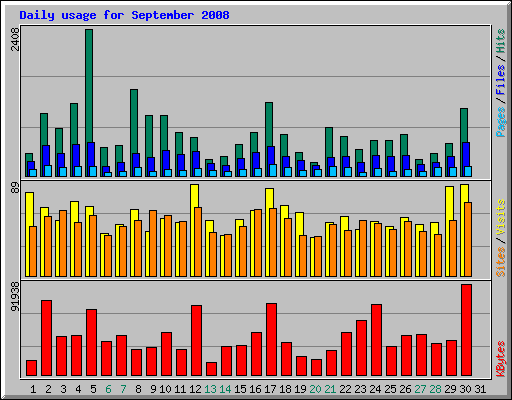 Daily usage for September 2008
2408
Pages / Files / Hits
89
Sites / Visits
91938
KBytes
1 2 3 4 5 6 7 8 9 10 11 12 13 14 15 16 17 18 19 20 21 22 23 24 25 26 27 28 29 30 31